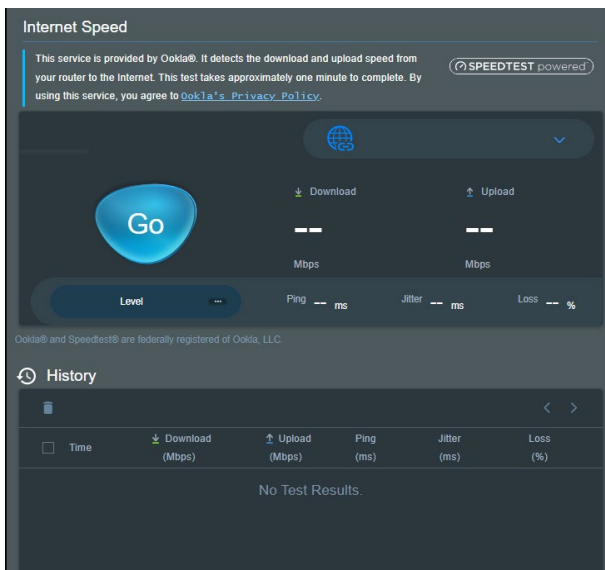 Internet Speed
This service is provided by Ookla®. It detects the download and upload speed from
your router to the Internet. This test takes approximately one minute to complete. By
using this service, you agree to Ookla's Privacy Policy.
SPEEDTEST powered
Download
Upload
Go
-- --
Mbps Mbps
Level ... Ping -- ms Jitter -- ms Loss -- %
Ookla® and Speedtest® are federally registered of Ookla, LLC.
History
Time Download (Mbps) Upload (Mbps) Ping (ms) Jitter (ms) Loss (%)
No Test Results.